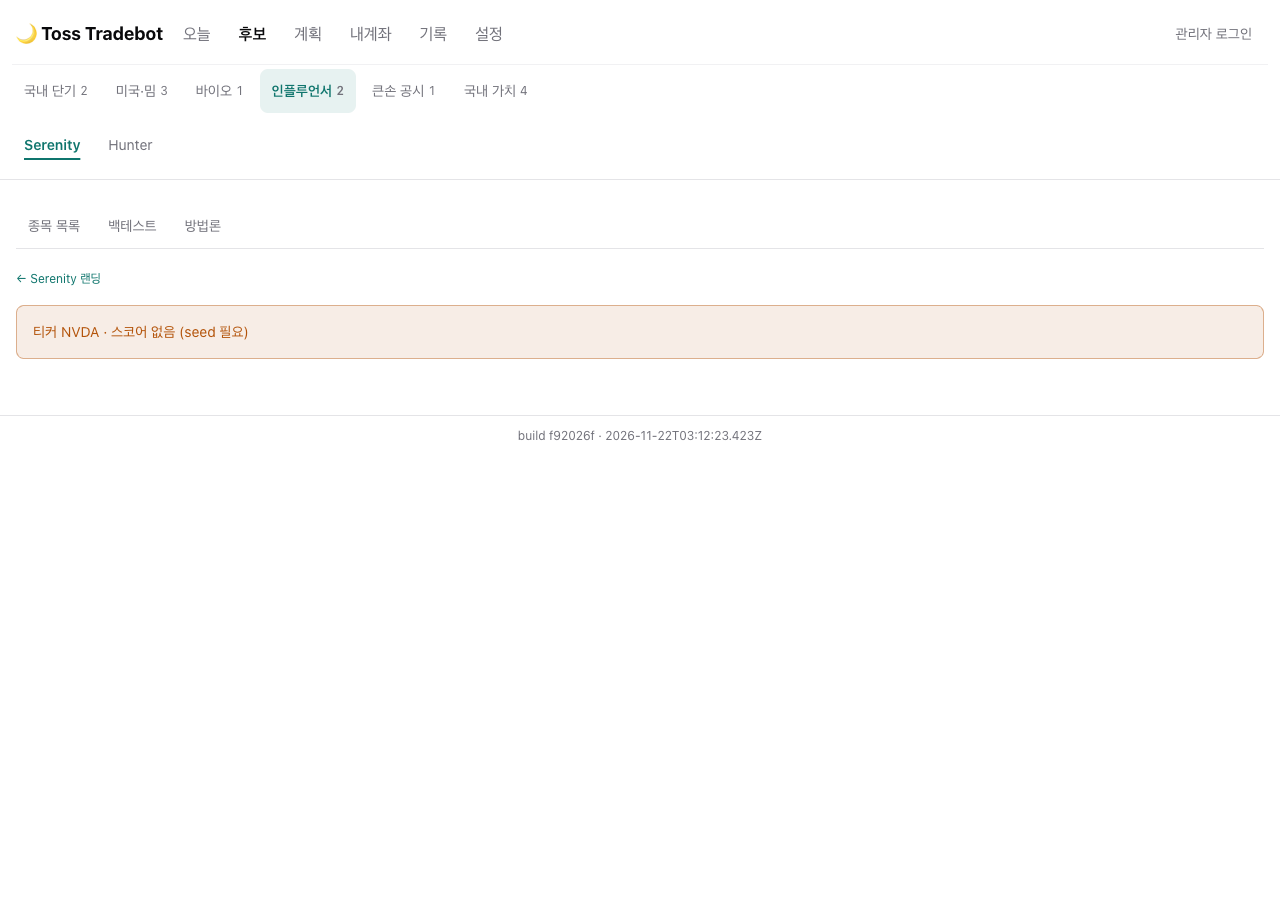 🌙 Toss Tradebot 오늘 후보 계획 내계좌 기록 설정 관리자 로그인
국내 단기 2 미국·밈 3 바이오 1 인플루언서 2 큰손 공시 1 국내 가치 4
Serenity Hunter
종목 목록 백테스트 방법론
← Serenity 랜딩
티커 NVDA · 스코어 없음 (seed 필요)
build f92026f · 2026-11-22T03:12:23.423Z